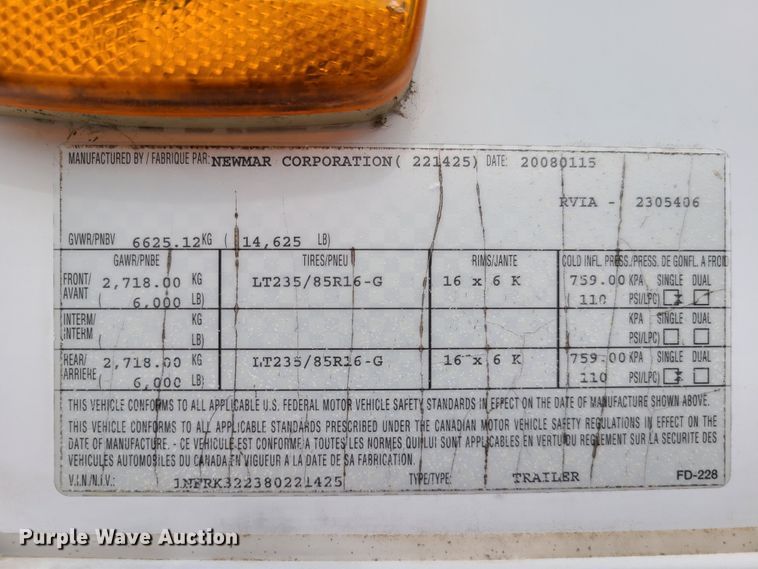 MANUFACTURED BY / FABRIQUE PAR: NEWMAR CORPORATION( 221425) DATE: 20080115
RVIA - 2305406
GVWR/PNBV 6625.12 KG ( 14,625 LB)
GAWR/PNBE TIRES/PNEU RIMS/JANTE COLD INFL. PRESS./PRESS. DE GONFL. A FROID
FRONT/ AVANT 2,718.00 KG LT235/85R16-G 16 x 6 K 759.00 KPA SINGLE DUAL
( 6,000 LB) ( 110 PSI/LPC) X
INTERM/ INTERM KG KPA SINGLE DUAL
( LB) ( PSI/LPC)
REAR/ ARRIERE 2,718.00 KG LT235/85R16-G 16 x 6 K 759.00 KPA SINGLE DUAL
( 6,000 LB) 110 PSI/LPC) X
THIS VEHICLE CONFORMS TO ALL APPLICABLE U.S. FEDERAL MOTOR VEHICLE SAFETY STANDARDS IN EFFECT ON THE DATE OF MANUFACTURE SHOWN ABOVE.
THIS VEHICLE CONFORMS TO ALL APPLICABLE STANDARDS PRESCRIBED UNDER THE CANADIAN MOTOR VEHICLE SAFETY REGULATIONS IN EFFECT ON THE
DATE OF MANUFACTURE. - CE VEHICULE EST CONFORME A TOUTES LES NORMES QUI LUI SONT APPLICABLES EN VERTU DU REGLEMENT SUR LA SECURITE DES
VEHICULES AUTOMOBILES DU CANADA EN VIGUEUR A LA DATE DE SA FABRICATION.
V.I.N./N.I.V.: 1NFRK322380221425 TYPE/TYPE: TRAILER FD-228
Purple Wave Auction